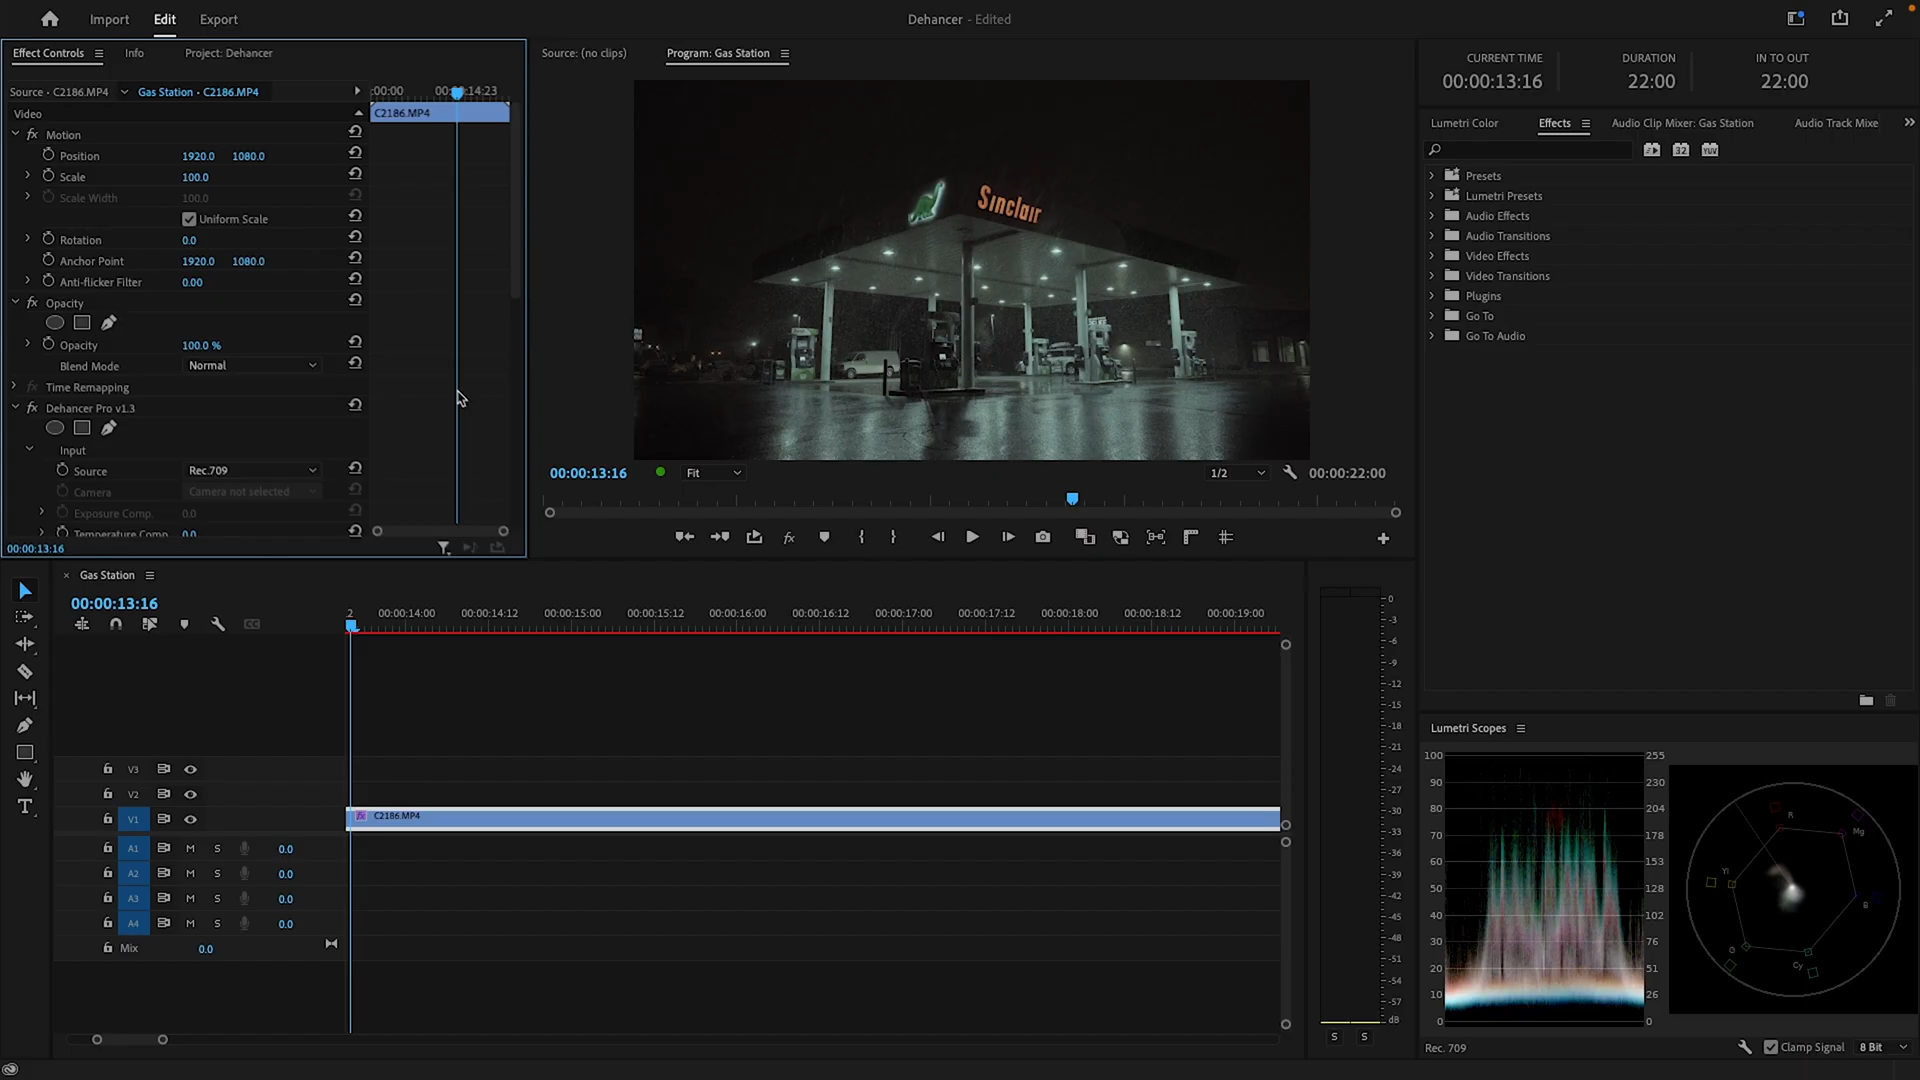 Import Edit Export
Dehancer - Edited
Effect Controls Info Project: Dehancer
Source • C2186.MP4 Gas Station • C2186.MP4
:00:00 00:00:14:23
Video C2186.MP4
Motion
Position 1920.0 1080.0
Scale 100.0
Scale Width 100.0
Uniform Scale
Rotation 0.0
Anchor Point 1920.0 1080.0
Anti-flicker Filter 0.00
Opacity
Opacity 100.0 %
Blend Mode Normal
Time Remapping
Dehancer Pro v1.3
Input
Source Rec.709
Camera Camera not selected
Exposure Comp. 0.0
Temperature Comp. 0.0
00:00:13:16
Source: (no clips) Program: Gas Station
Sinclair
00:00:13:16 Fit 1/2 00:00:22:00
CURRENT TIME DURATION IN TO OUT
00:00:13:16 22:00 22:00
Lumetri Color Effects Audio Clip Mixer: Gas Station Audio Track Mixe
32 YUV
Presets
Lumetri Presets
Audio Effects
Audio Transitions
Video Effects
Video Transitions
Plugins
Go To
Go To Audio
Gas Station
00:00:13:16
2 00:00:14:00 00:00:14:12 00:00:15:00 00:00:15:12 00:00:16:00 00:00:16:12 00:00:17:00 00:00:17:12 00:00:18:00 00:00:18:12 00:00:19:00
CC
V3
V2
V1 fx C2186.MP4
A1 M S 0.0
A2 M S 0.0
A3 M S 0.0
A4 M S 0.0
Mix 0.0
0
-3
-6
-9
-12
-15
-18
-21
-24
-27
-30
-33
-36
-39
-42
-45
-48
-51
-54
-57
dB
S S
Lumetri Scopes
100 255
90 230
80 204
70 178
60 153
50 128
40 102
30 76
20 51
10 26
0 0
R
Mg
Yl
B
G
Cy
Rec. 709 Clamp Signal 8 Bit